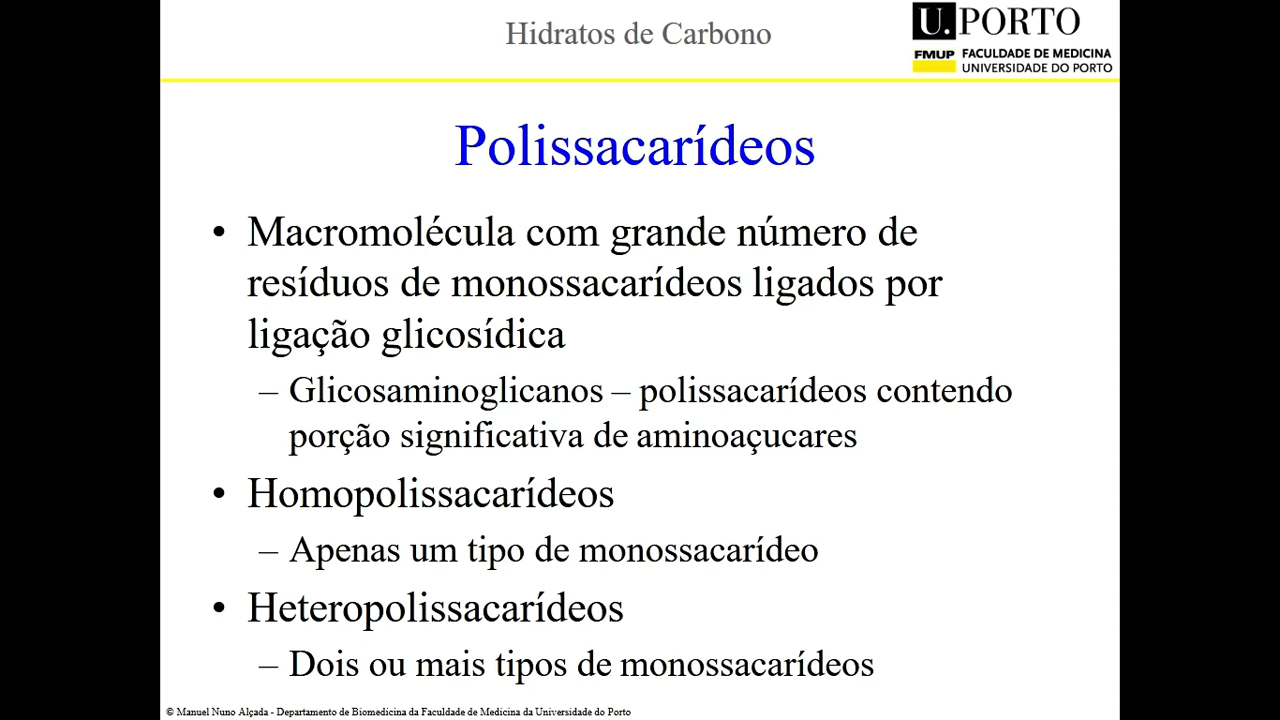 Hidratos de Carbono
U.PORTO
FMUP FACULDADE DE MEDICINA
UNIVERSIDADE DO PORTO
Polissacarídeos
• Macromolécula com grande número de
resíduos de monossacarídeos ligados por
ligação glicosídica
– Glicosaminoglicanos – polissacarídeos contendo
porção significativa de aminoaçucares
• Homopolissacarídeos
– Apenas um tipo de monossacarídeo
• Heteropolissacarídeos
– Dois ou mais tipos de monossacarídeos
© Manuel Nuno Alçada - Departamento de Biomedicina da Faculdade de Medicina da Universidade do Porto